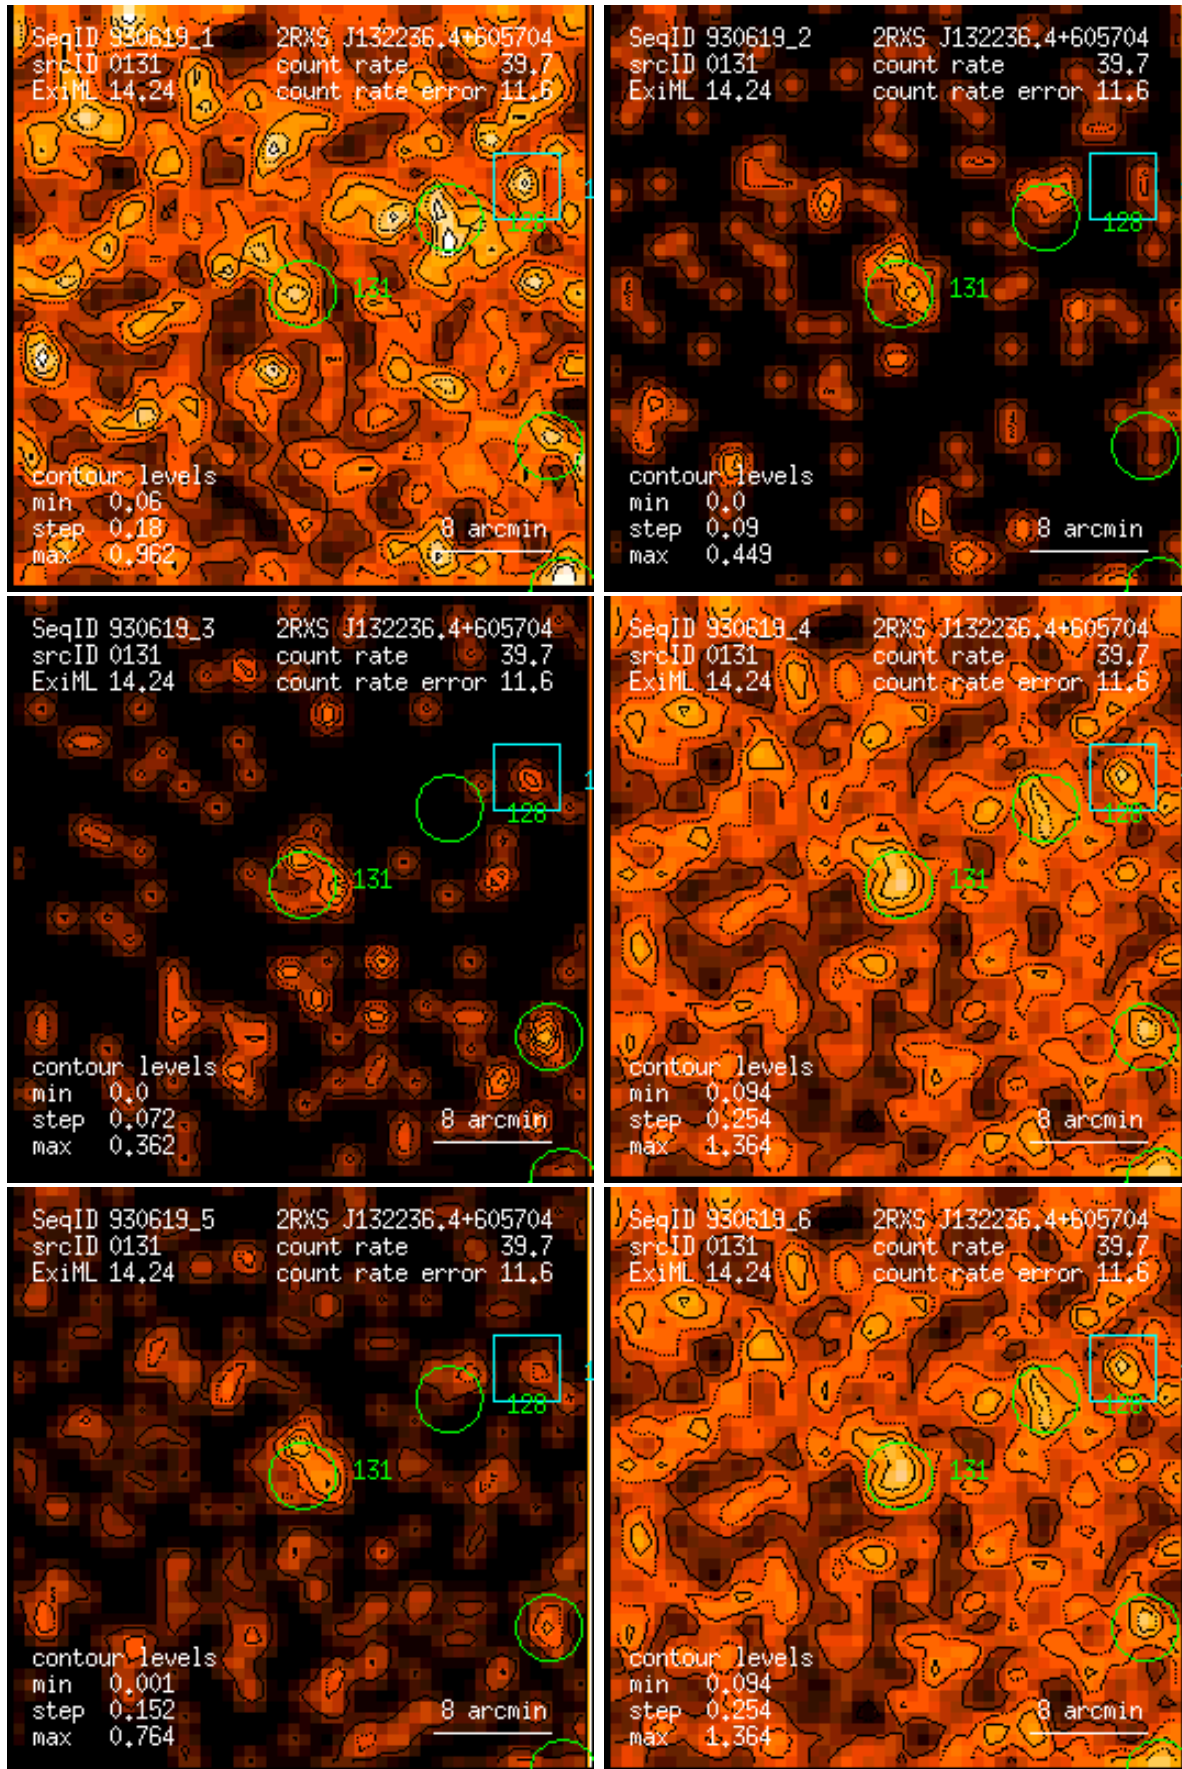 SeqID 930619_1 2RXS J132236.4+605704
srcID 0131 count rate 39.7
ExiML 14.24 count rate error 11.6
1
128
131
contour levels
min 0.06
step 0.18 8 arcmin
max 0.962
SeqID 930619_2 2RXS J132236.4+605704
srcID 0131 count rate 39.7
ExiML 14.24 count rate error 11.6
128
131
contour levels
min 0.0
step 0.09 8 arcmin
max 0.449
SeqID 930619_3 2RXS J132236.4+605704
srcID 0131 count rate 39.7
ExiML 14.24 count rate error 11.6
1
128
131
contour levels
min 0.0
step 0.072 8 arcmin
max 0.362
SeqID 930619_4 2RXS J132236.4+605704
srcID 0131 count rate 39.7
ExiML 14.24 count rate error 11.6
128
131
contour levels
min 0.094
step 0.254 8 arcmin
max 1.364
SeqID 930619_5 2RXS J132236.4+605704
srcID 0131 count rate 39.7
ExiML 14.24 count rate error 11.6
1
128
131
contour levels
min 0.001
step 0.152 8 arcmin
max 0.764
SeqID 930619_6 2RXS J132236.4+605704
srcID 0131 count rate 39.7
ExiML 14.24 count rate error 11.6
128
131
contour levels
min 0.094
step 0.254 8 arcmin
max 1.364